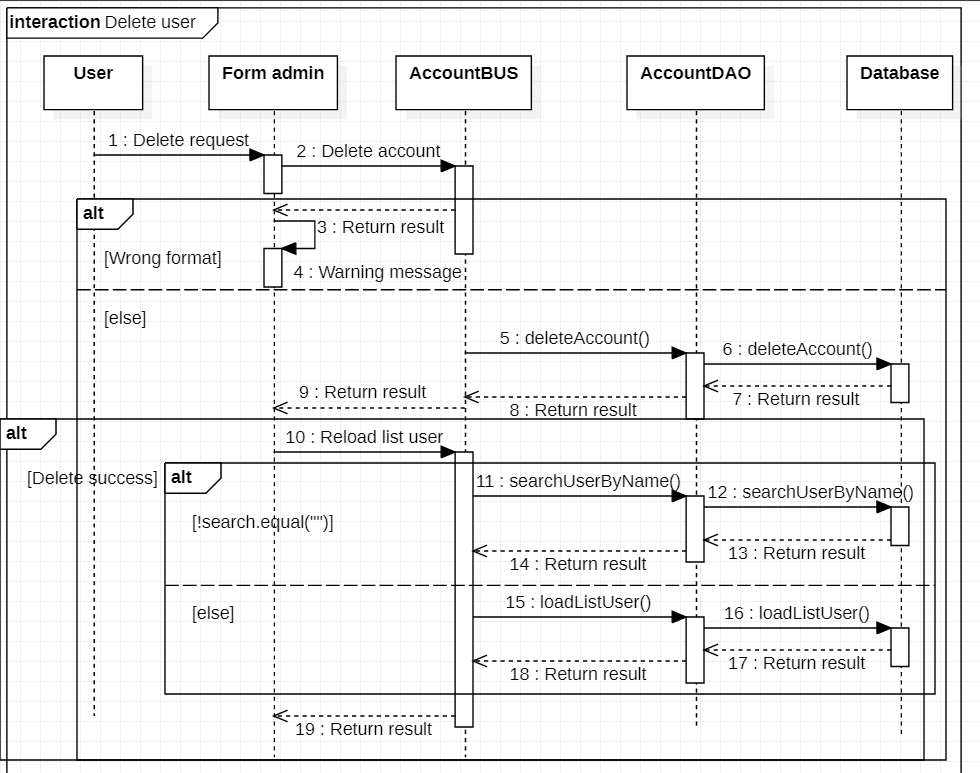 interaction Delete user
User
Form admin
AccountBUS
AccountDAO
Database
1 : Delete request
2 : Delete account
alt
3 : Return result
[Wrong format]
4 : Warning message
[else]
5 : deleteAccount()
6 : deleteAccount()
7 : Return result
8 : Return result
9 : Return result
alt
10 : Reload list user
[Delete success]
alt
11 : searchUserByName()
12 : searchUserByName()
[!search.equal("")]
13 : Return result
14 : Return result
[else]
15 : loadListUser()
16 : loadListUser()
17 : Return result
18 : Return result
19 : Return result